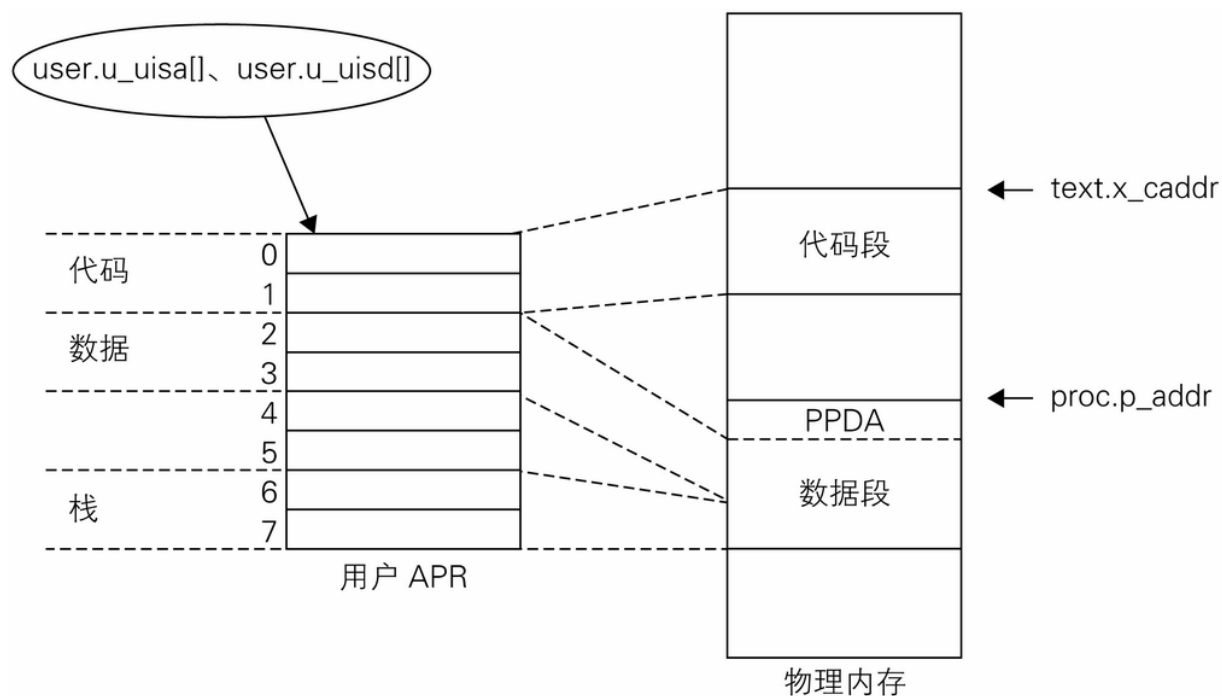 user.u_uisa[]、user.u_uisd[]
代码
数据
栈
0
1
2
3
4
5
6
7
用户 APR
代码段
PPDA
数据段
物理内存
text.x_caddr
proc.p_addr